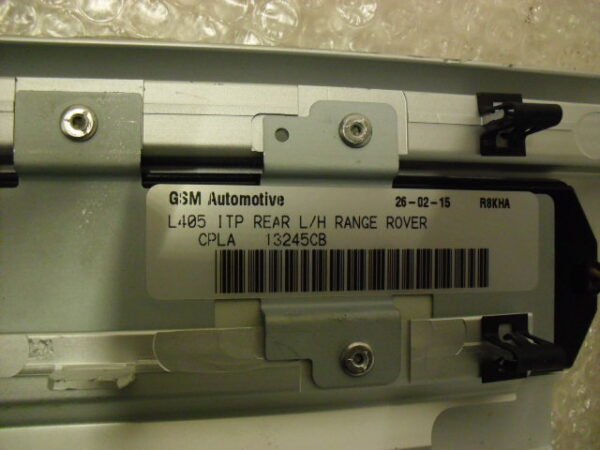 GSM Automotive 26-02-15 R8KHA
L405 ITP REAR L/H RANGE ROVER
CPLA 13245CB